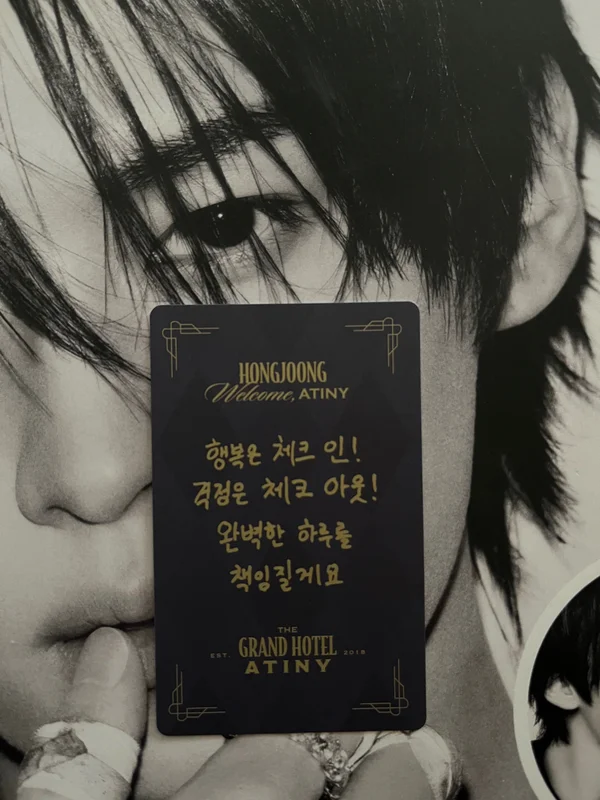 HONGJOONG
Welcome, ATINY
행복은 체크 인!
걱점은 체크 아웃!
완벽한 하루를
책임질게요
THE
GRAND HOTEL
EST. 2018
ATINY